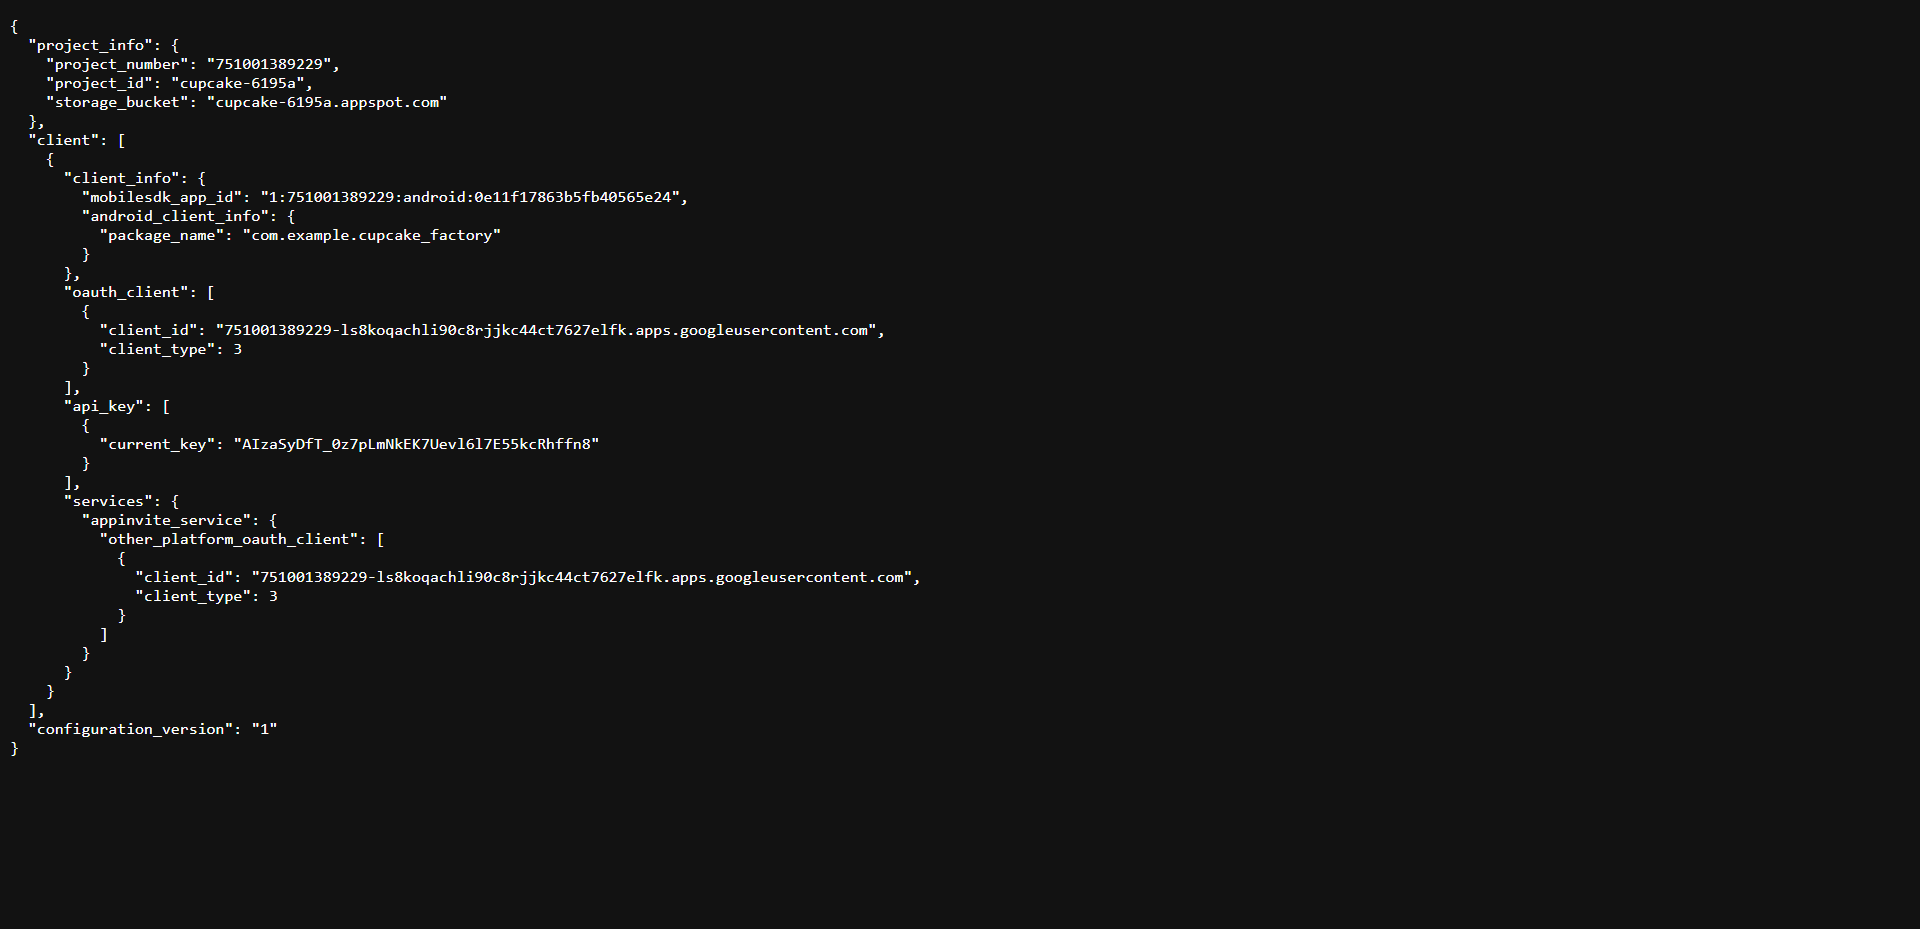 {
  "project_info": {
    "project_number": "751001389229",
    "project_id": "cupcake-6195a",
    "storage_bucket": "cupcake-6195a.appspot.com"
  },
  "client": [
    {
      "client_info": {
        "mobilesdk_app_id": "1:751001389229:android:0e11f17863b5fb40565e24",
        "android_client_info": {
          "package_name": "com.example.cupcake_factory"
        }
      },
      "oauth_client": [
        {
          "client_id": "751001389229-ls8koqachli90c8rjjkc44ct7627elfk.apps.googleusercontent.com",
          "client_type": 3
        }
      ],
      "api_key": [
        {
          "current_key": "AIzaSyDfT_0z7pLmNkEK7Uevl6l7E55kcRhffn8"
        }
      ],
      "services": {
        "appinvite_service": {
          "other_platform_oauth_client": [
            {
              "client_id": "751001389229-ls8koqachli90c8rjjkc44ct7627elfk.apps.googleusercontent.com",
              "client_type": 3
            }
          ]
        }
      }
    }
  ],
  "configuration_version": "1"
}